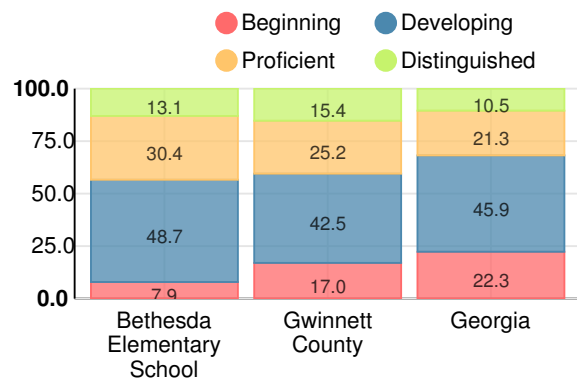 Beginning
Developing
Proficient
Distinguished
100.0
75.0
50.0
25.0
0.0
13.1
15.4
10.5
30.4
25.2
21.3
48.7
42.5
45.9
7.9
17.0
22.3
Bethesda
Elementary
School
Gwinnett
County
Georgia